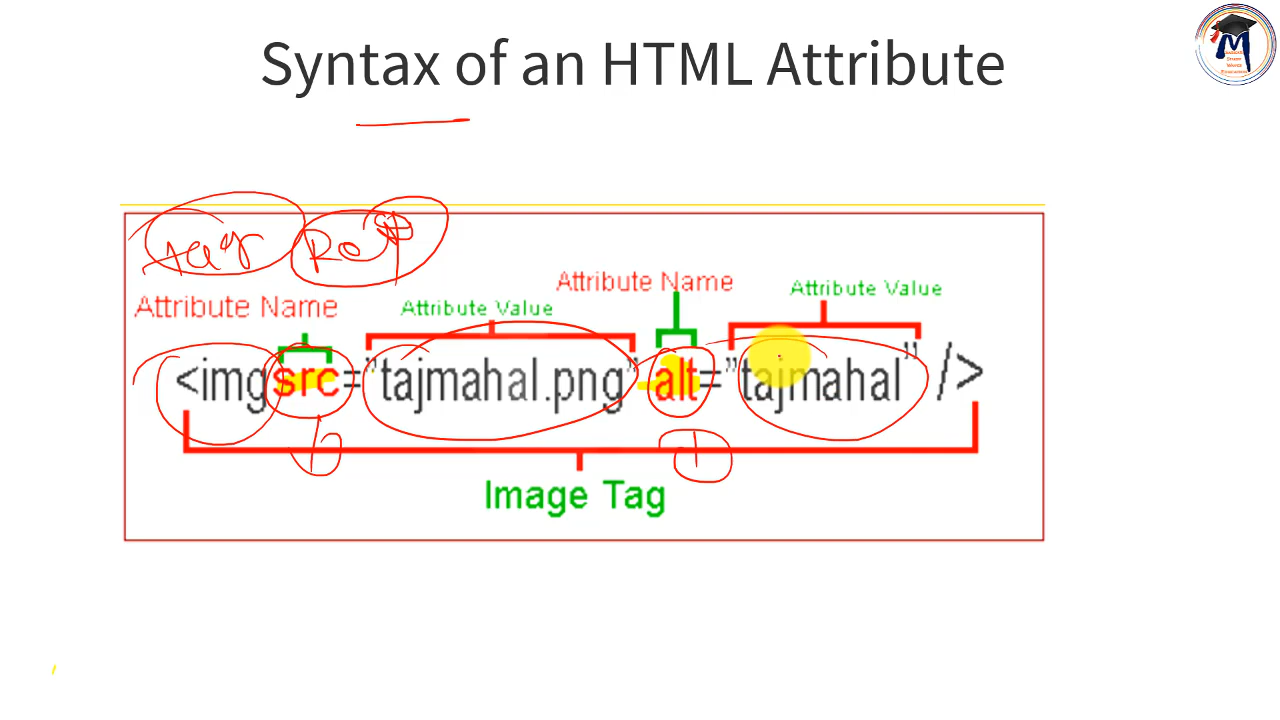 Syntax of an HTML Attribute
M
Tag
Attribute Name Attribute Value Attribute Name Attribute Value
<img src="tajmahal.png" alt="tajmahal" />
Image Tag